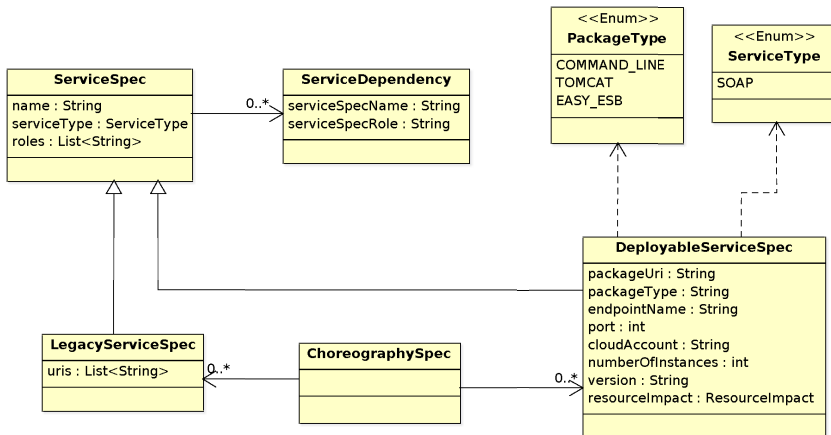 <<Enum>>
PackageType
COMMAND_LINE
TOMCAT
EASY_ESB
<<Enum>>
ServiceType
SOAP
ServiceSpec
name : String
serviceType : ServiceType
roles : List<String>
0..*
ServiceDependency
serviceSpecName : String
serviceSpecRole : String
DeployableServiceSpec
packageUri : String
packageType : String
endpointName : String
port : int
cloudAccount : String
numberOfInstances : int
version : String
resourceImpact : ResourceImpact
LegacyServiceSpec
uris : List<String>
0..*
ChoreographySpec
0..*